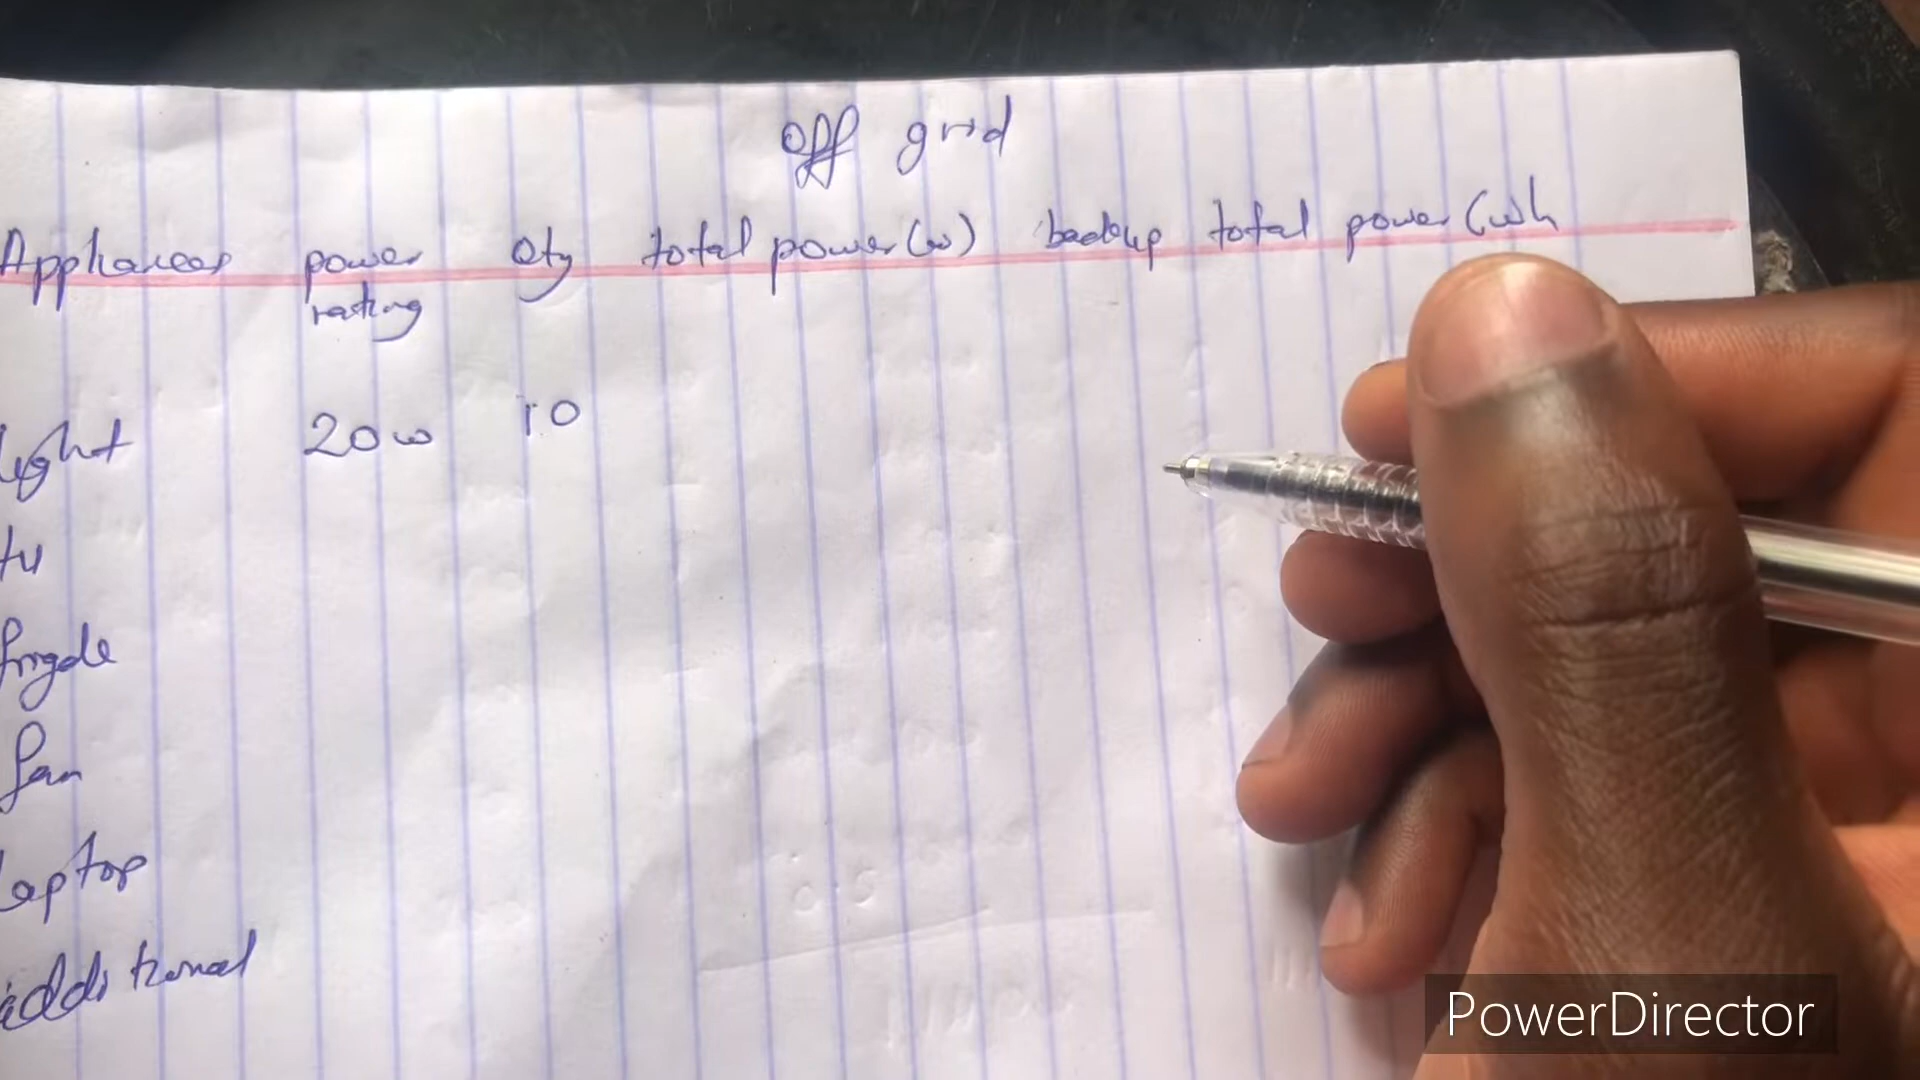 off grid
Appliances power rating Qty total power (w) backup total power (wh
light 20w 10
tv
frigde
fan
laptop
additional
PowerDirector